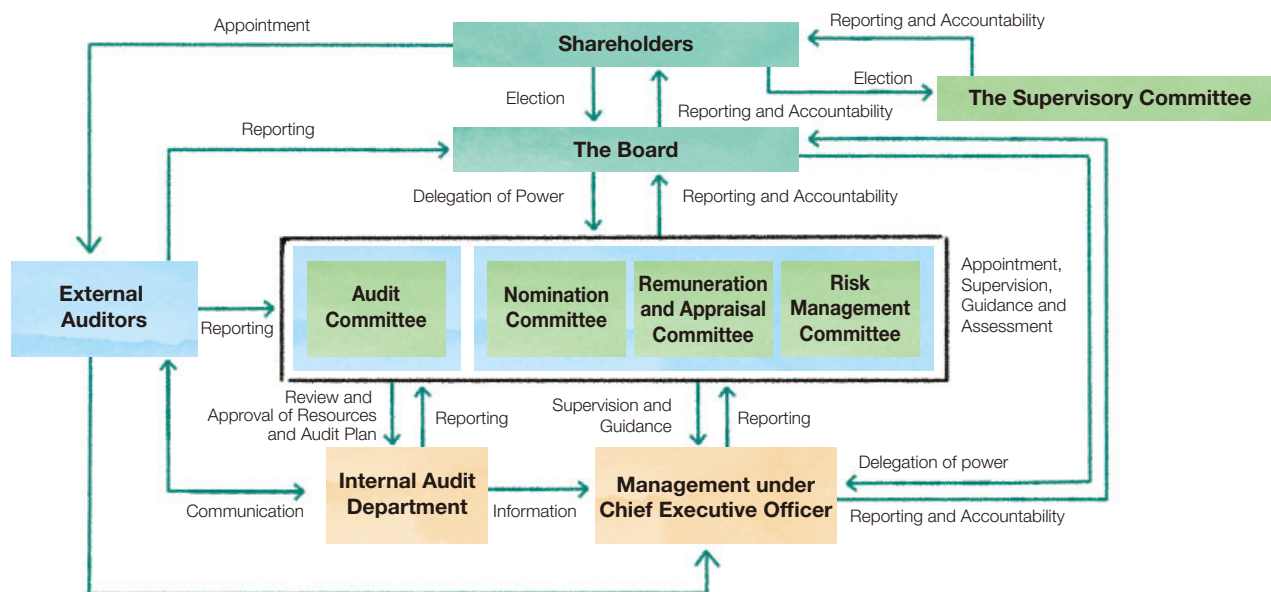 Appointment
Reporting and Accountability
Shareholders
Election
Election
The Supervisory Committee
Reporting and Accountability
Reporting
The Board
Delegation of Power
Reporting and Accountability
External
Auditors
Reporting
Audit
Committee
Nomination
Committee
Remuneration
and Appraisal
Committee
Risk
Management
Committee
Appointment,
Supervision,
Guidance and
Assessment
Review and
Approval of Resources
and Audit Plan
Reporting
Supervision and
Guidance
Reporting
Internal Audit
Department
Management under
Chief Executive Officer
Delegation of power
Communication
Information
Reporting and Accountability